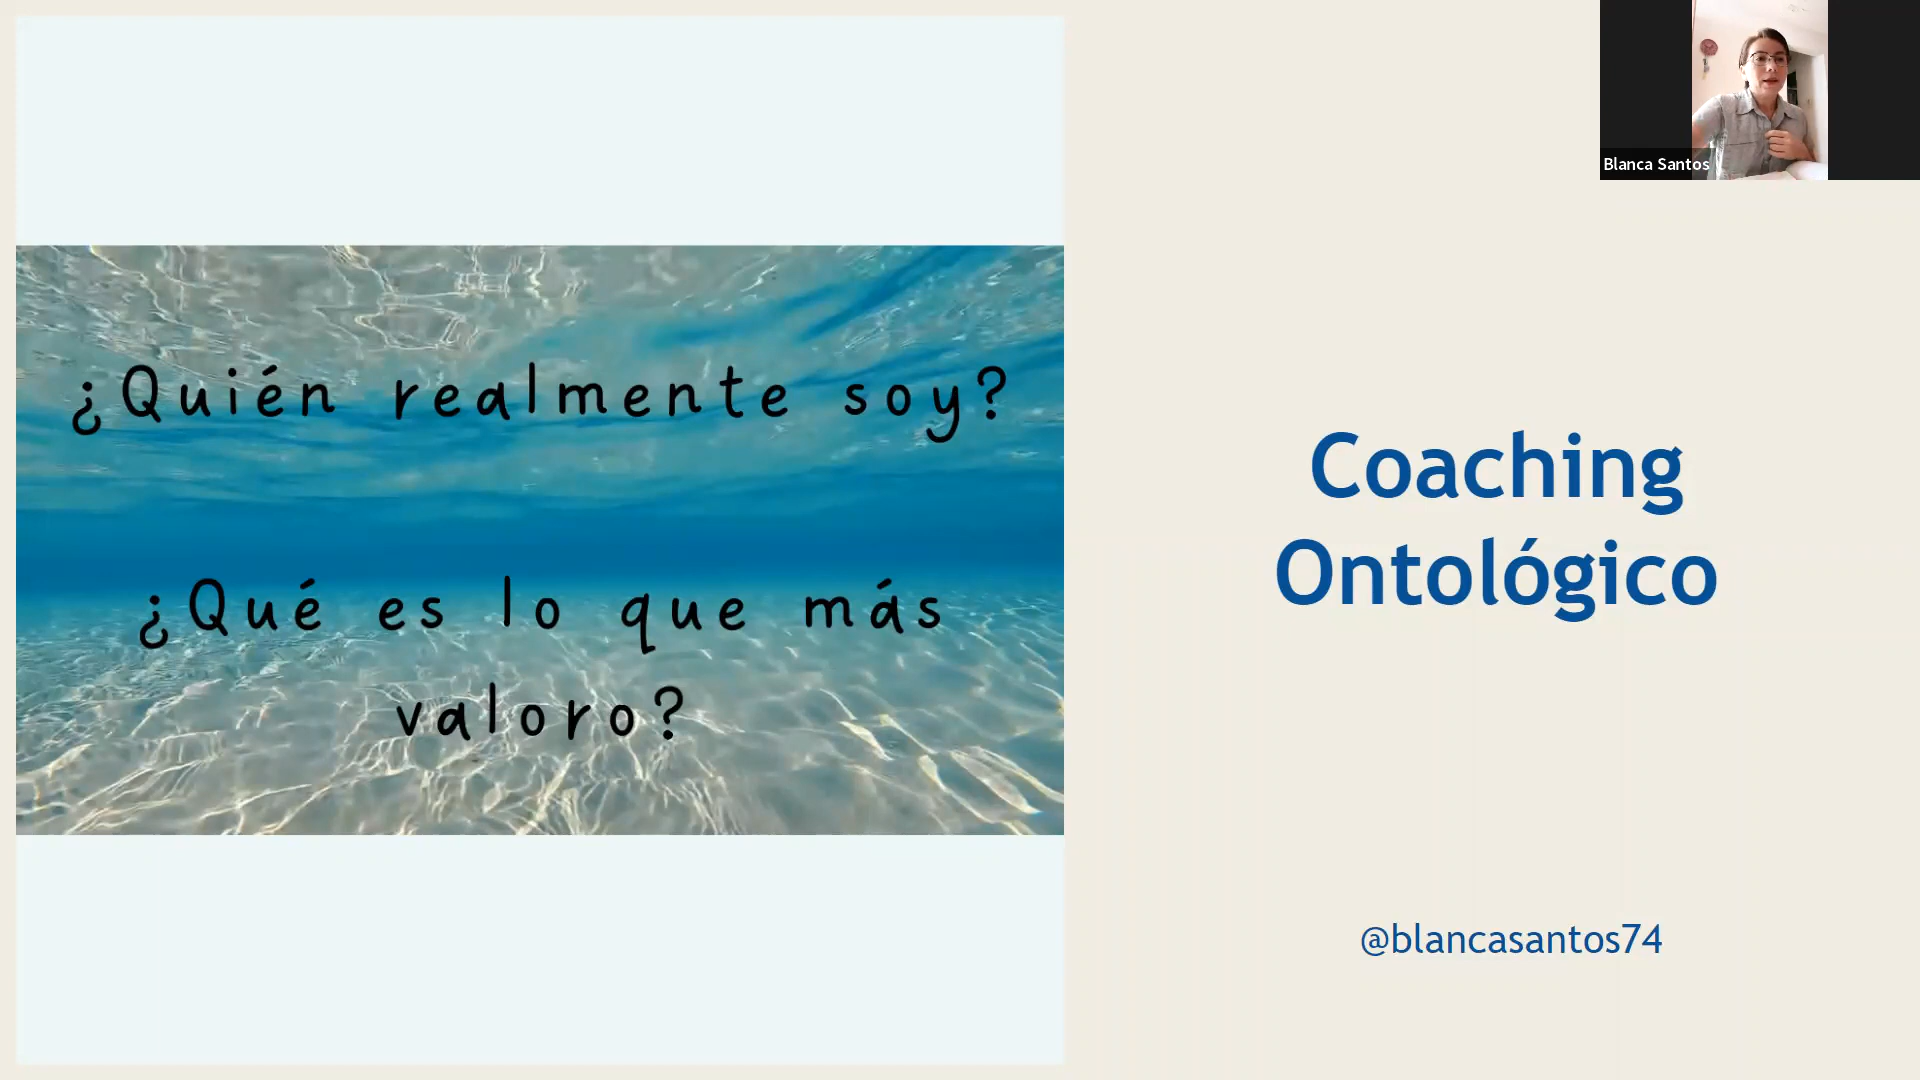 ¿Quién realmente soy?
¿Qué es lo que más
valoro?
Coaching
Ontológico
@blancasantos74
Blanca Santos